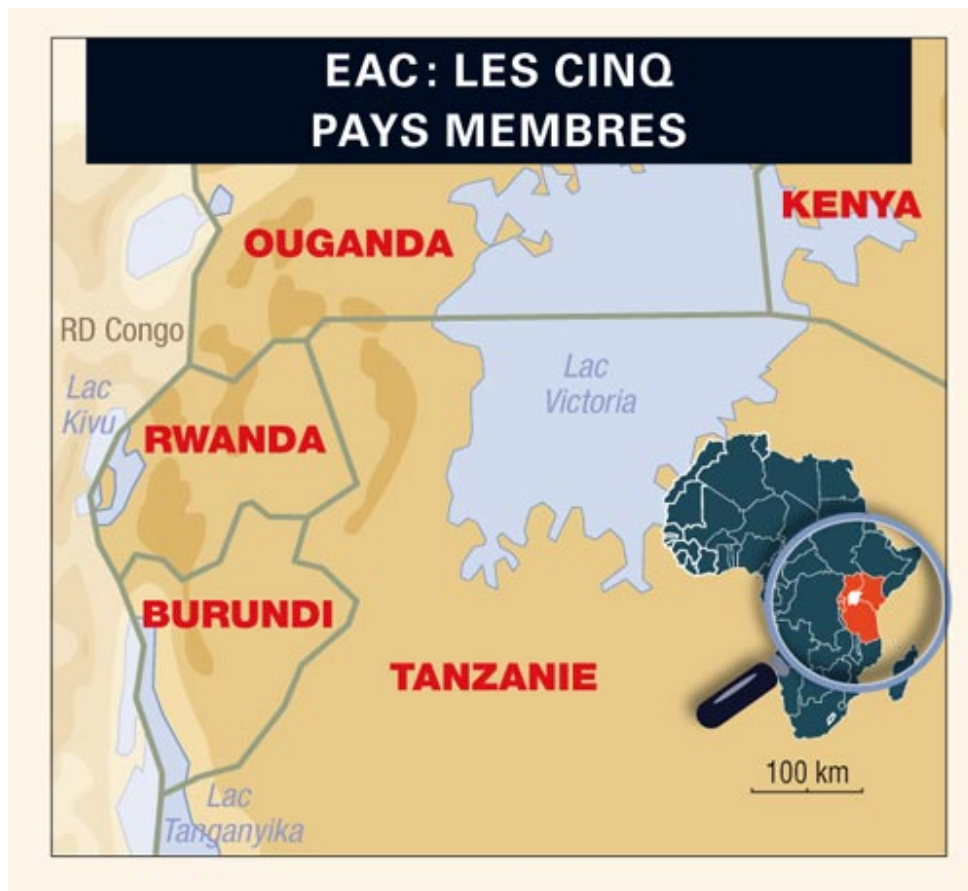 EAC : LES CINQ
PAYS MEMBRES
KENYA
OUGANDA
RD Congo
Lac
Kivu
Lac
Victoria
RWANDA
BURUNDI
TANZANIE
100 km
Lac
Tanganyika